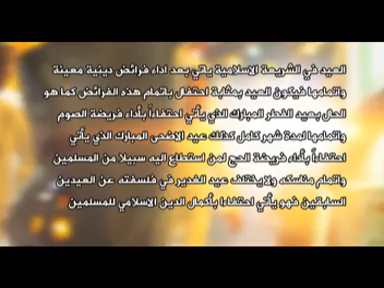 العيد في الشريعة الاسلامية يأتي بعد اداء فرائض دينية معينة
واتمامها فيكون العيد بمثابة احتفال باتمام هذه الفرائض كما هو
الحال بعيد الفطر المبارك الذي يأتي احتفاءاً بأداء فريضة الصوم
واتمامها لمدة شهر كامل كذلك عيد الاضحى المبارك الذي يأتي
احتفاءاً بأداء فريضة الحج لمن استطاع اليه سبيلا من المسلمين
واتمام مناسكه ولايختلف عيد الغدير في فلسفته عن العيدين
السابقين فهو يأتي احتفاءا بأكمال الدين الاسلامي للمسلمين